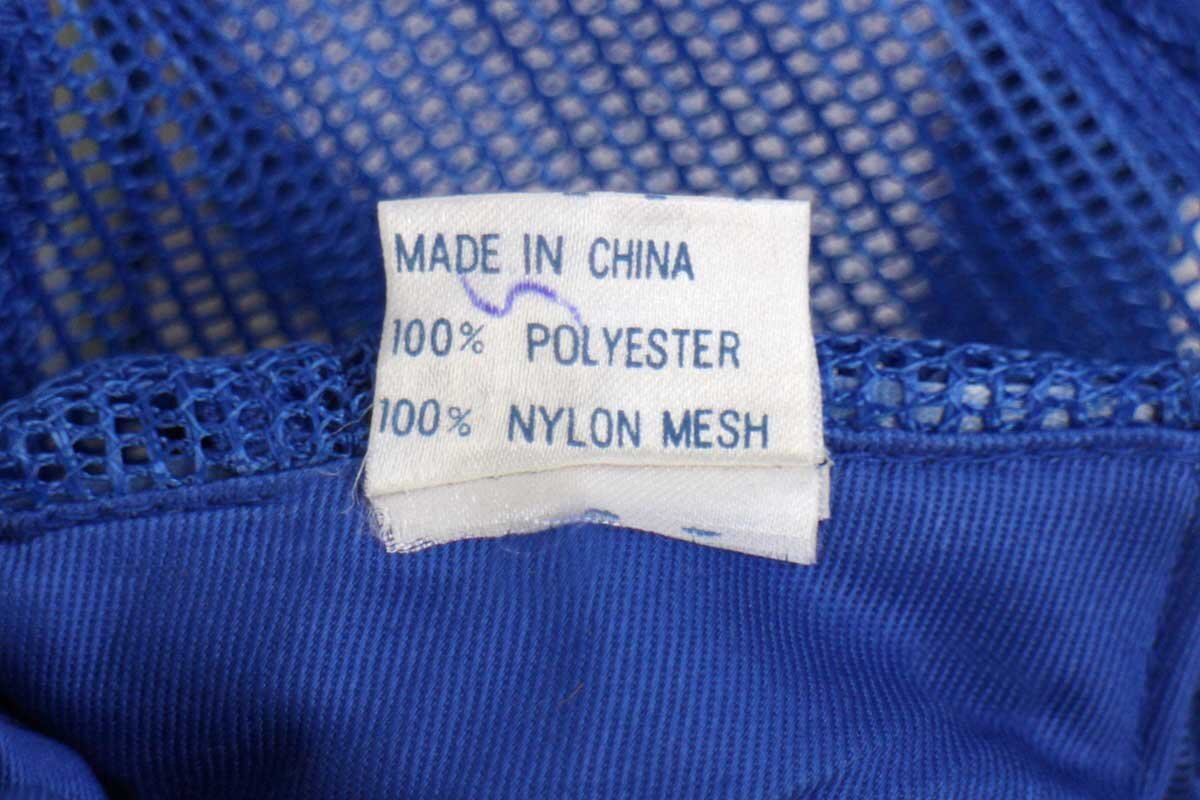 MADE IN CHINA
100% POLYESTER
100% NYLON MESH